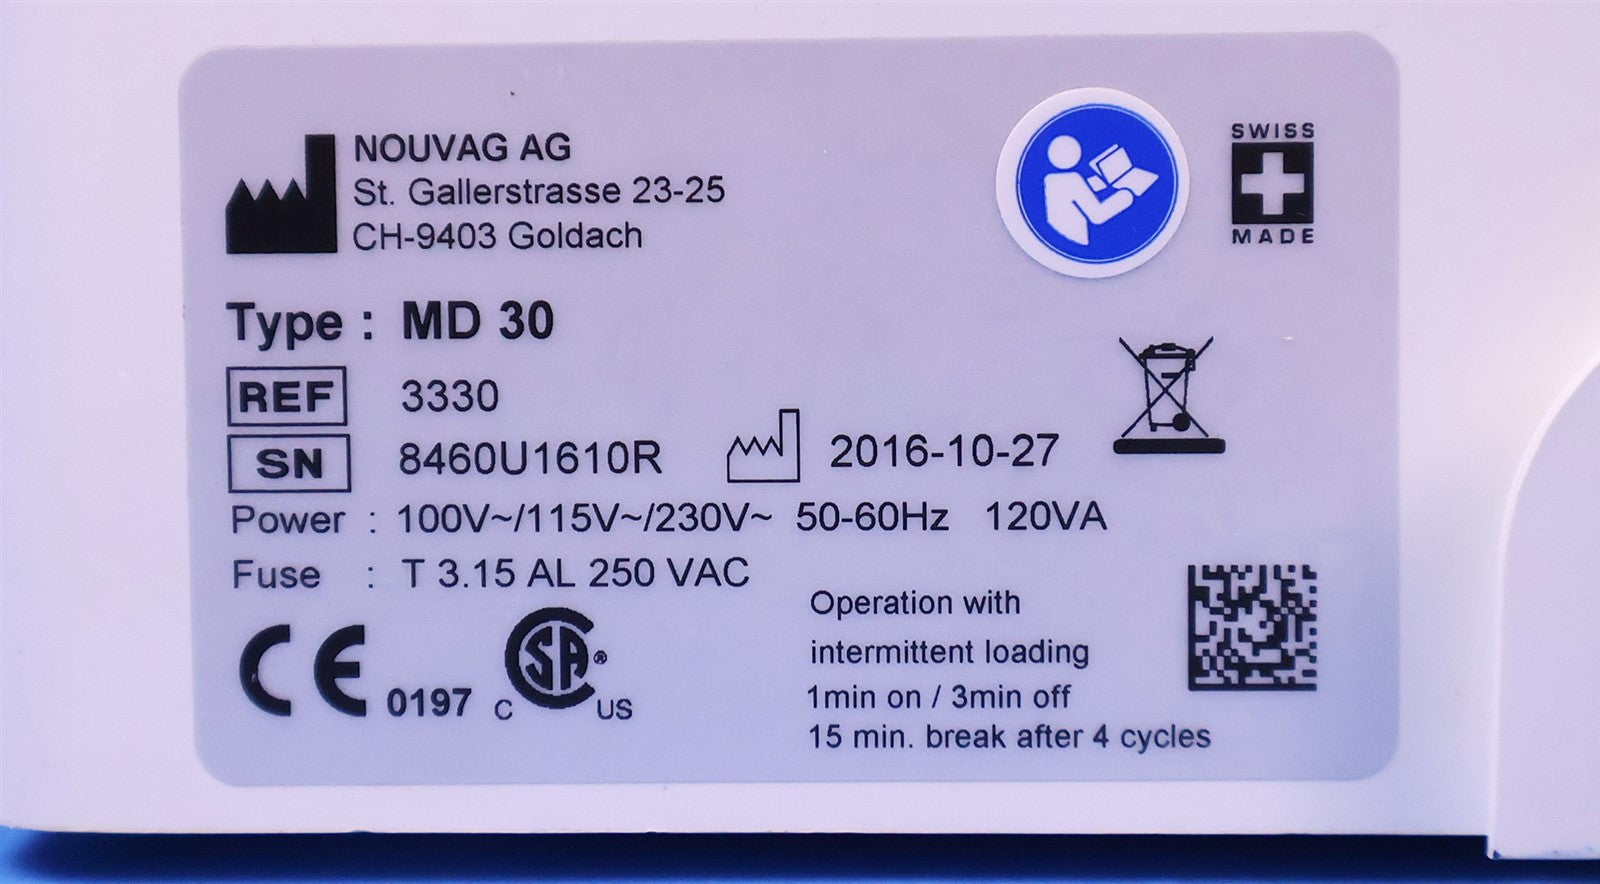 NOUVAG AG
St. Gallerstrasse 23-25
CH-9403 Goldach
SWISS
MADE
Type : MD 30
REF 3330
SN 8460U1610R 2016-10-27
Power : 100V~/115V~/230V~ 50-60Hz 120VA
Fuse : T 3.15 AL 250 VAC
CE 0197 C SA® US
Operation with
intermittent loading
1min on / 3min off
15 min. break after 4 cycles